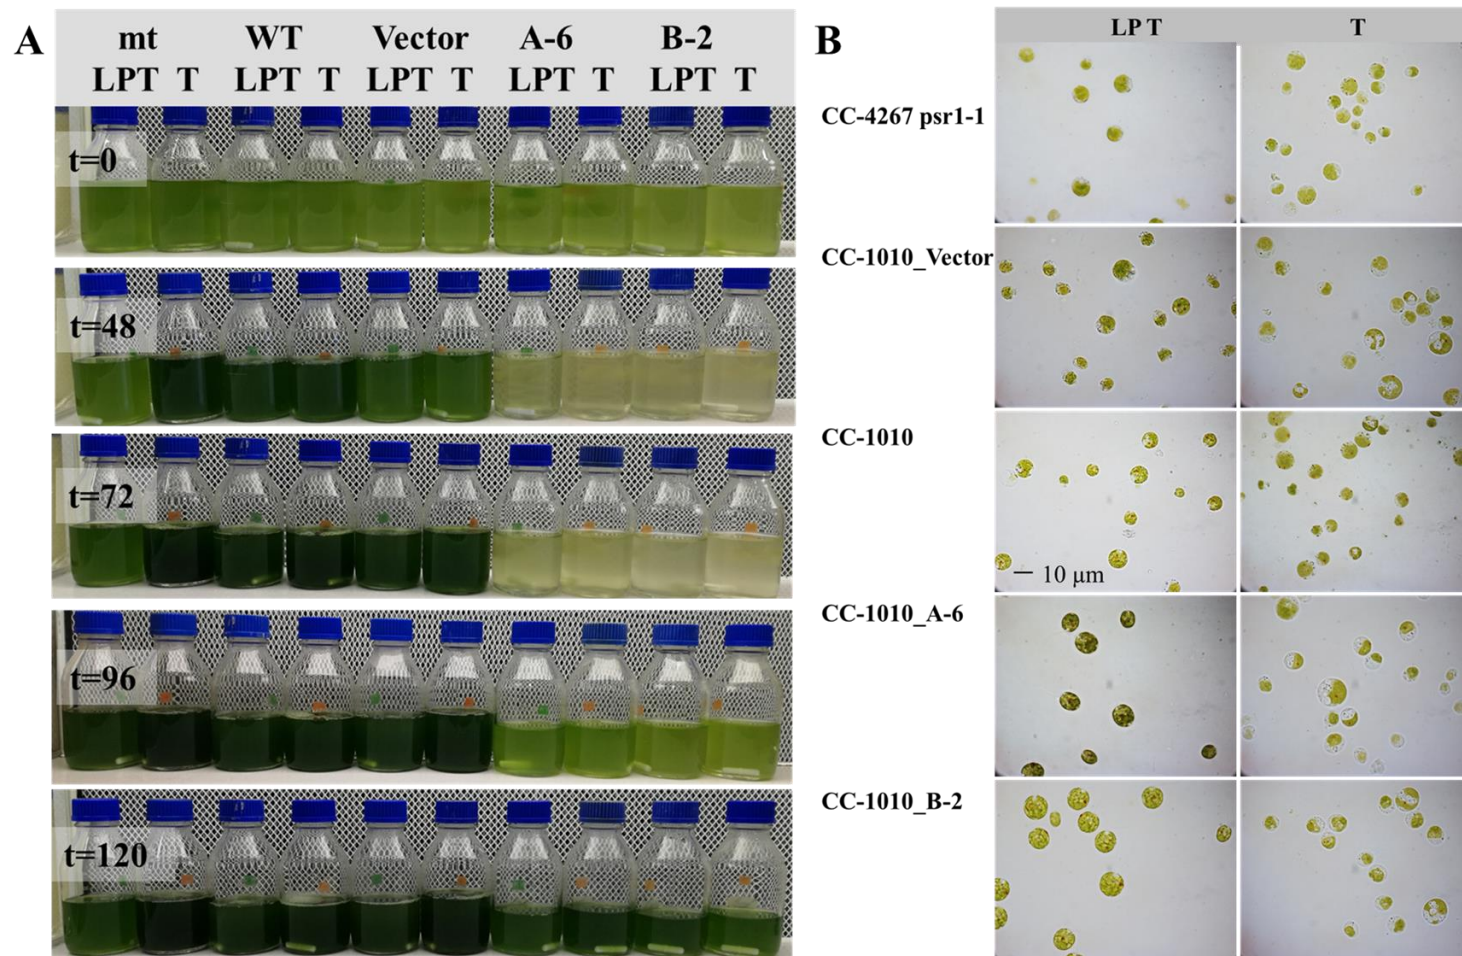 A
mt WT Vector A-6 B-2
LPT T LPT T LPT T LPT T LPT T
t=0
t=48
t=72
t=96
t=120
B
LP T T
CC-4267 psr1-1
CC-1010_Vector
CC-1010
10 μm
CC-1010_A-6
CC-1010_B-2